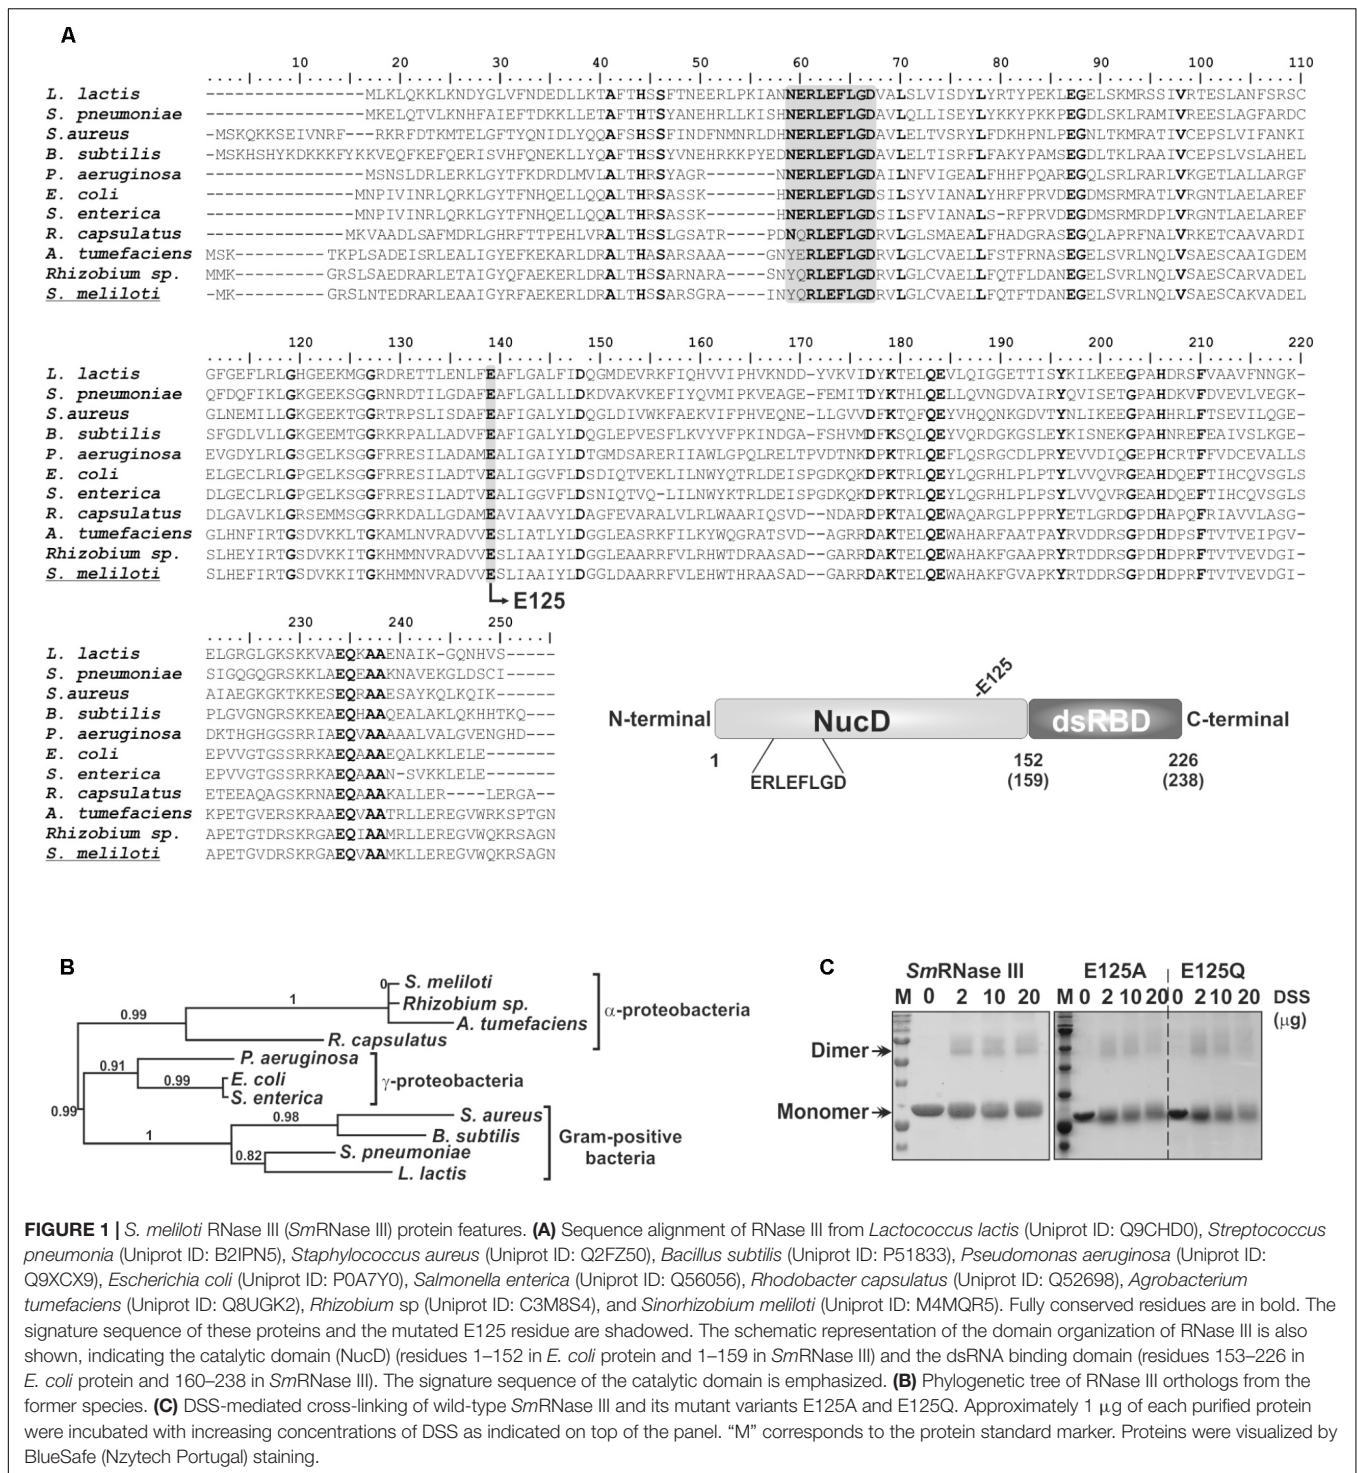 A
10 20 30 40 50 60 70 80 90 100 110
L. lactis ----------------MLKLQKKLKNDYGLVFNDEDLLKTAFTHSSFTNEERLPKIANNERLEFLGDVALSLVISDYLYRTYPEKLEGELSKMRSSIVRTESLANFSRSC
S. pneumoniae ----------------MKELQTVLKNHFAIEFTDKKLLETAFTHTSYANEHRLLKISHNERLEFLGDAVLQLLISEYLYKKYPKKPEGDLSKLRAMIVREESLAGFARDC
S.aureus -MSKQKKSEIVNRF---RKRFDTKMTELGFTYQNIDLYQQAFSHSSFINDFNMNRLDHNERLEFLGDAVLELTVSRYLFDKHPNLPEGNLTKMRATIVCEPSLVIFANKI
B. subtilis -MSKHSHYKDKKKFYKKVEQFKEFQERISVHFQNEKLLYQAFTHSSYVNEHRKKPYEDNERLEFLGDAVLELTISRFLFAKYPAMSEGDLTKLRAAIVCEPSLVSLAHEL
P. aeruginosa ----------------MSNSLDRLERKLGYTFKDRDLMVLALTHRSYAGR-------NNERLEFLGDAILNFVIGEALFHHFPQAREGQLSRLRARLVKGETLALLARGF
E. coli ---------------MNPIVINRLQRKLGYTFNHQELLQQALTHRSASSK------HNERLEFLGDSILSYVIANALYHRFPRVDEGDMSRMRATLVRGNTLAELAREF
S. enterica ---------------MNPIVINRLQRKLGYTFNHQELLQQALTHRSASSK------HNERLEFLGDSILSFVIANALS-RFPRVDEGDMSRMRDPLVRGNTLAELAREF
R. capsulatus --------------MKVAADLSAFMDRLGHRFTTPEHLVRALTHSSLGSATR----PDNQRLEFLGDRVLGLSMAEALFHADGRASEGQLAPRFNALVRKETCAAVARDI
A. tumefaciens MSK---------TKPLSADEISRLEALIGYEFKEKARLDRALTHASARSAAA----GNYERLEFLGDRVLGLCVAELLFSTFRNASEGELSVRLNQLVSAESCAAIGDEM
Rhizobium sp. MMK---------GRSLSAEDRARLETAIGYQFAEKERLDRALTHSSARNARA----SNYQRLEFLGDRVLGLCVAELLFQTFLDANEGELSVRLNQLVSAESCARVADEL
S. meliloti --MK---------GRSLNTEDRARLEAAIGYRFAEKERLDRALTHSSARSGRA----INYQRLEFLGDRVLGLCVAELLFQTFTDANEGELSVRLNQLVSAESCAKVADEL
120 130 140 150 160 170 180 190 200 210 220
L. lactis GFGEFLRLGHGEEKMGGRDRETTLENLFEAFLGALFIDQGMDEVRKFIQHVVIPHVKNDD-YVKVIDYKTELQEVLQIGGETTISYKILKEEGPAHDRSFVAAVFNNGK-
S. pneumoniae QFDQFIKLGKGEEKSGGRNRDTILGDAFEAFLGALLLDKDVAKVKEFIYQVMIPKVEAGE-FEMITDYKTHLQELLQVNGDVAIRYQVISETGPAHDKVFDVEVLVEGK-
S.aureus GLNEMILLGKGEEKTGGRTRPSLISDAFEAFIGALYLDQGLDIVWKFAEKVIFPHVEQNE-LLGVVDFKTQFQEYVHQQNKGDVTYNLIKEEGPAHHRLFTSEVILQGE-
B. subtilis SFGDLVLLGKGEEMTGGRKRPALLADVFEAFIGALYLDQGLEPVESFLKVYVFPKINDGA-FSHVMDFKSQLQEYVQRDGKGSLEYKISNEKGPAHNREFEAIVSLKGE-
P. aeruginosa EVGDYLRLGSGELKSGGFRRESILADAMEALIGAIYLDTGMDSARERIIAWLGPQLRELTPVDTNKDPKTRLQEFLQSRGCDLPRYEVVDIQGEPHCRTFFVDCEVALLS
E. coli ELGECLRLGPGELKSGGFRRESILADTVEALIGGVFLDSDIQTVEKLILNWYQTRLDEISPGDKQKDPKTRLQEYLQGRHLPLPTYLVVQVRGEAHDQEFTIHCQVSGLS
S. enterica DLGECLRLGPGELKSGGFRRESILADTVEALIGGVFLDSNIQTVQ-LILNWYKTRLDEISPGDKQKDPKTRLQEYLQGRHLPLPSYLVVQVRGEAHDQEFTIHCQVSGLS
R. capsulatus DLGAVLKLGRSEMMSGGRRKDALLGDAMEAVIAAVYLDAGFEVARALVLRLWAARIQSVD--NDARDPKTALQEWAQARGLPPPRYETLGRDGPDHAPQFRIAVVLASG-
A. tumefaciens GLHNFIRTGSDVKKLTGKAMLNVRADVVESLIATLYLDGGLEASRKFILKYWQGRATSVD--AGRRDAKTELQEWAHARFAATPAYRVDDRSGPDHDPSFTVTVEIPGV-
Rhizobium sp. SLHEYIRTGSDVKKITGKHMMNVRADVVESLIAAIYLDGGLEASRRFVLRHWTDRAASAD--GARRDAKTELQEWAHAKFGAAPRYRTDDRSGPDHDPSFTVTVEVDGI-
S. meliloti SLHEFIRTGSDVKKITGKHMMNVRADVVESLIAAIYLDGGLDAARRFVLEHWTHRAASAD--GARRDAKTELQEWAHAKFGVAPKYRTDDRSGPDHDPRFTVTVEVDGI-
E125
230 240 250
L. lactis ELGRGLGKSKKVAEQKAAENAIK-GQNHVS-----
S. pneumoniae SIGQGQGRSKKLAEQEAAKNAVEKGLDSCI-----
S.aureus AIAEGKGKTKKESEQRAAESAYKQLKQIK------
B. subtilis PLGVGNGRSKKEAEQHAAQEALAKLQKHHTKQ---
P. aeruginosa DKTHGHGGSRRIAEQVAAAALVALGVENGHD----
E. coli EPVVGTGSSRRKAEQAAAEQALKKLELE-------
S. enterica EPVVGTGSSRRKAEQAAAN-SVKKLELE-------
R. capsulatus ETEEAQAGSKRNAEQAAAKALLER----LERGA--
A. tumefaciens KPETGVERSKRAAEQVAATRLLEREGVWRKSPTGN
Rhizobium sp. APETGTDRSKRGAEQIAAMRLLEREGVWQKRSAGN
S. meliloti APETGVDRSKRGAEQVAAMKLLEREGVWQKRSAGN
-E125
N-terminal NucD dsRBD C-terminal
1 152 226
(159) (238)
ERLEFLGD
B
0 S. meliloti
1 Rhizobium sp. α-proteobacteria
0.99 A. tumefaciens
R. capsulatus
0.91 P. aeruginosa
0.99 E. coli γ-proteobacteria
S. enterica
0.99
0.98 S. aureus
1 B. subtilis Gram-positive
0.82 S. pneumoniae bacteria
L. lactis
C
SmRNase III E125A E125Q
M 0 2 10 20 M 0 2 10 20 0 2 10 20 DSS
(μg)
Dimer
Monomer
FIGURE 1 | S. meliloti RNase III (SmRNase III) protein features. (A) Sequence alignment of RNase III from Lactococcus lactis (Uniprot ID: Q9CHD0), Streptococcus
pneumonia (Uniprot ID: B2IPN5), Staphylococcus aureus (Uniprot ID: Q2FZ50), Bacillus subtilis (Uniprot ID: P51833), Pseudomonas aeruginosa (Uniprot ID:
Q9XCX9), Escherichia coli (Uniprot ID: P0A7Y0), Salmonella enterica (Uniprot ID: Q56056), Rhodobacter capsulatus (Uniprot ID: Q52698), Agrobacterium
tumefaciens (Uniprot ID: Q8UGK2), Rhizobium sp (Uniprot ID: C3M8S4), and Sinorhizobium meliloti (Uniprot ID: M4MQR5). Fully conserved residues are in bold. The
signature sequence of these proteins and the mutated E125 residue are shadowed. The schematic representation of the domain organization of RNase III is also
shown, indicating the catalytic domain (NucD) (residues 1–152 in E. coli protein and 1–159 in SmRNase III) and the dsRNA binding domain (residues 153–226 in
E. coli protein and 160–238 in SmRNase III). The signature sequence of the catalytic domain is emphasized. (B) Phylogenetic tree of RNase III orthologs from the
former species. (C) DSS-mediated cross-linking of wild-type SmRNase III and its mutant variants E125A and E125Q. Approximately 1 μg of each purified protein
were incubated with increasing concentrations of DSS as indicated on top of the panel. “M” corresponds to the protein standard marker. Proteins were visualized by
BlueSafe (Nzytech Portugal) staining.